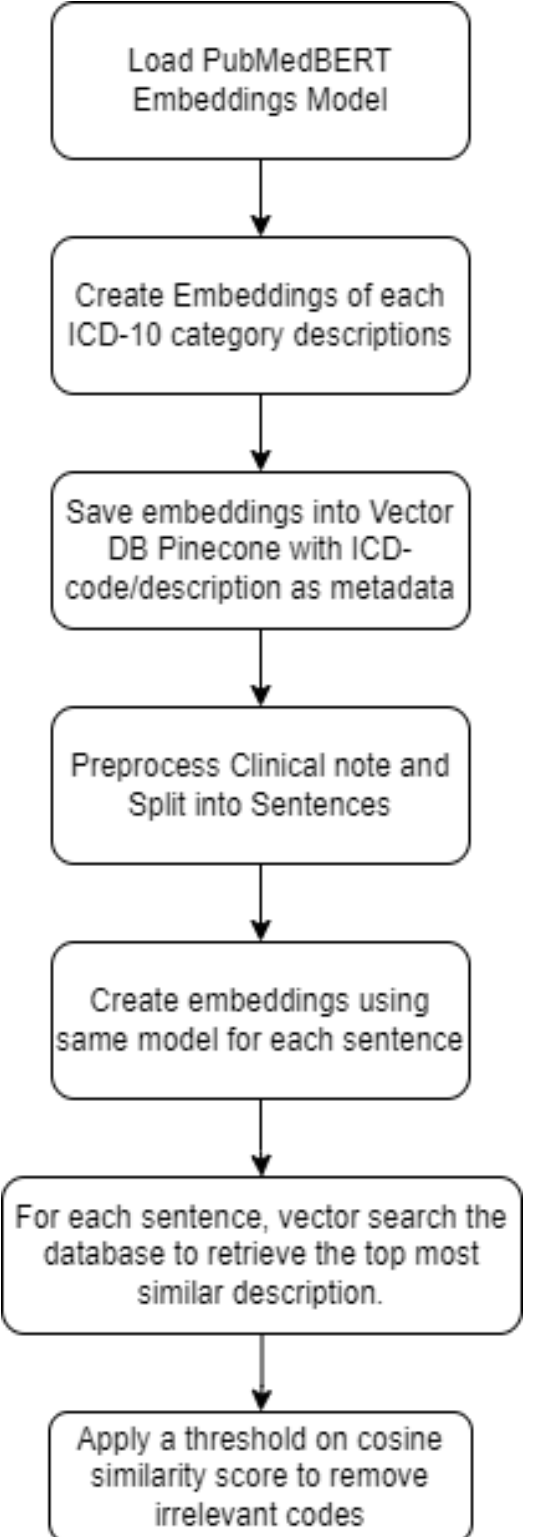 Load PubMedBERT
Embeddings Model
Create Embeddings of each
ICD-10 category descriptions
Save embeddings into Vector
DB Pinecone with ICD-
code/description as metadata
Preprocess Clinical note and
Split into Sentences
Create embeddings using
same model for each sentence
For each sentence, vector search the
database to retrieve the top most
similar description.
Apply a threshold on cosine
similarity score to remove
irrelevant codes